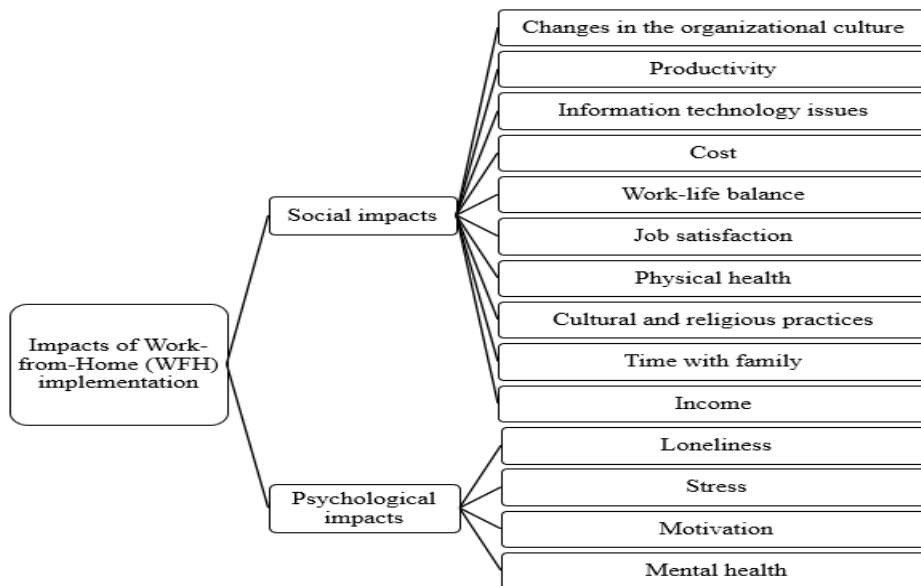 Changes in the organizational culture
Productivity
Information technology issues
Cost
Work-life balance
Social impacts
Job satisfaction
Physical health
Cultural and religious practices
Impacts of Work-
from-Home (WFH)
implementation
Time with family
Income
Loneliness
Psychological
impacts
Stress
Motivation
Mental health